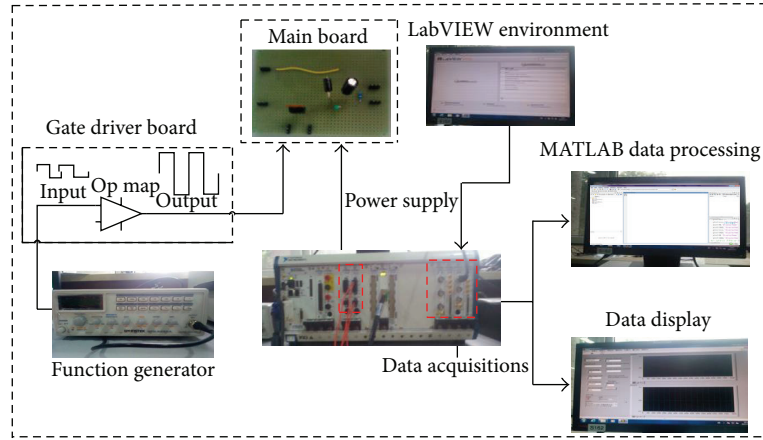 Main board
LabVIEW environment
Gate driver board
Input
Op map
Output
MATLAB data processing
Power supply
Function generator
Data acquisitions
Data display